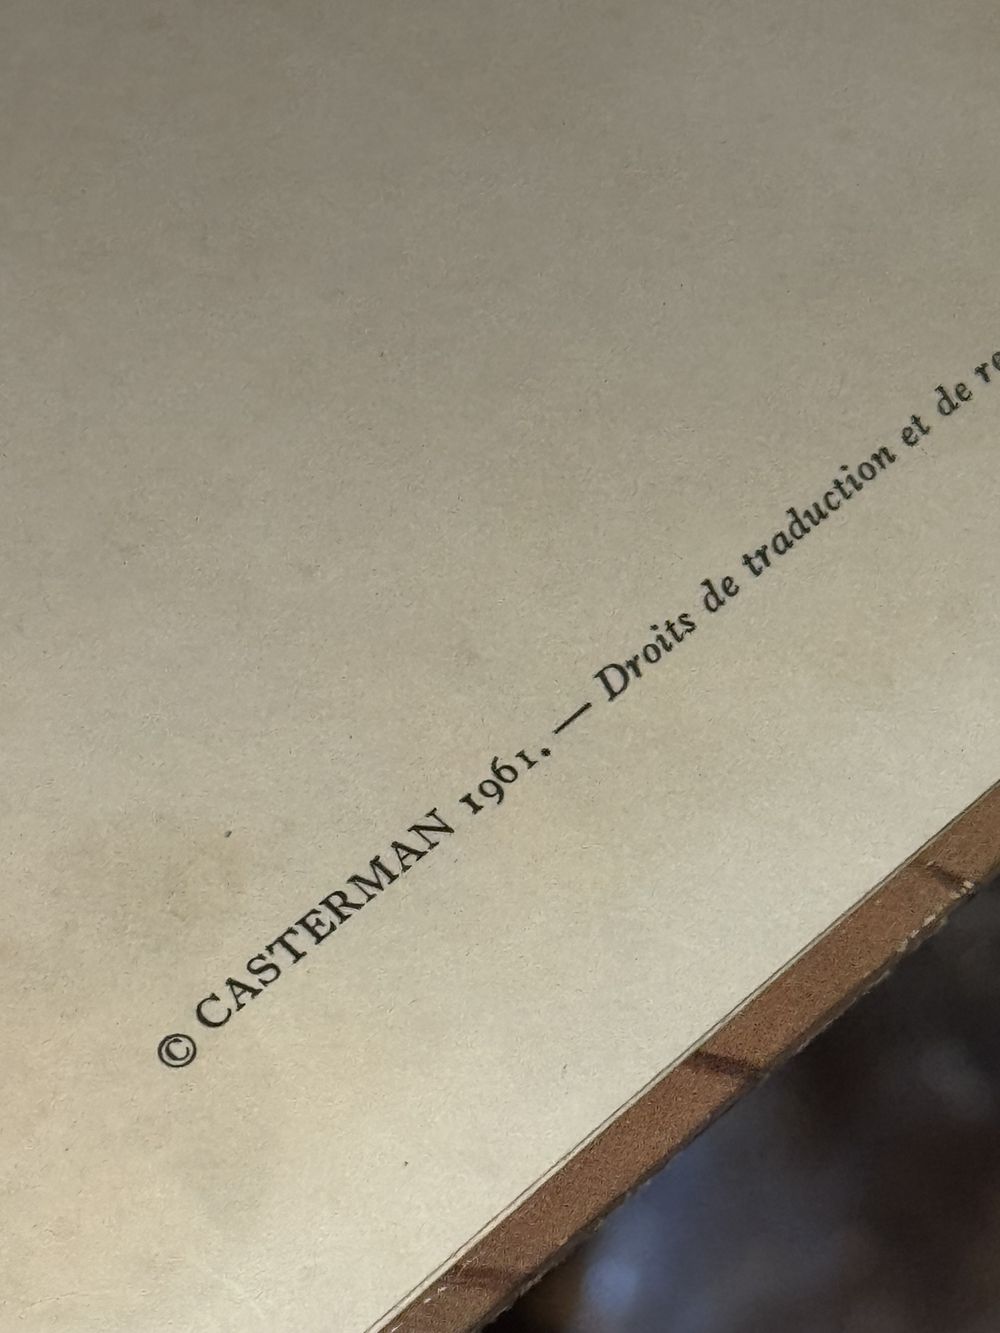 © CASTERMAN 1961. — Droits de traduction et de